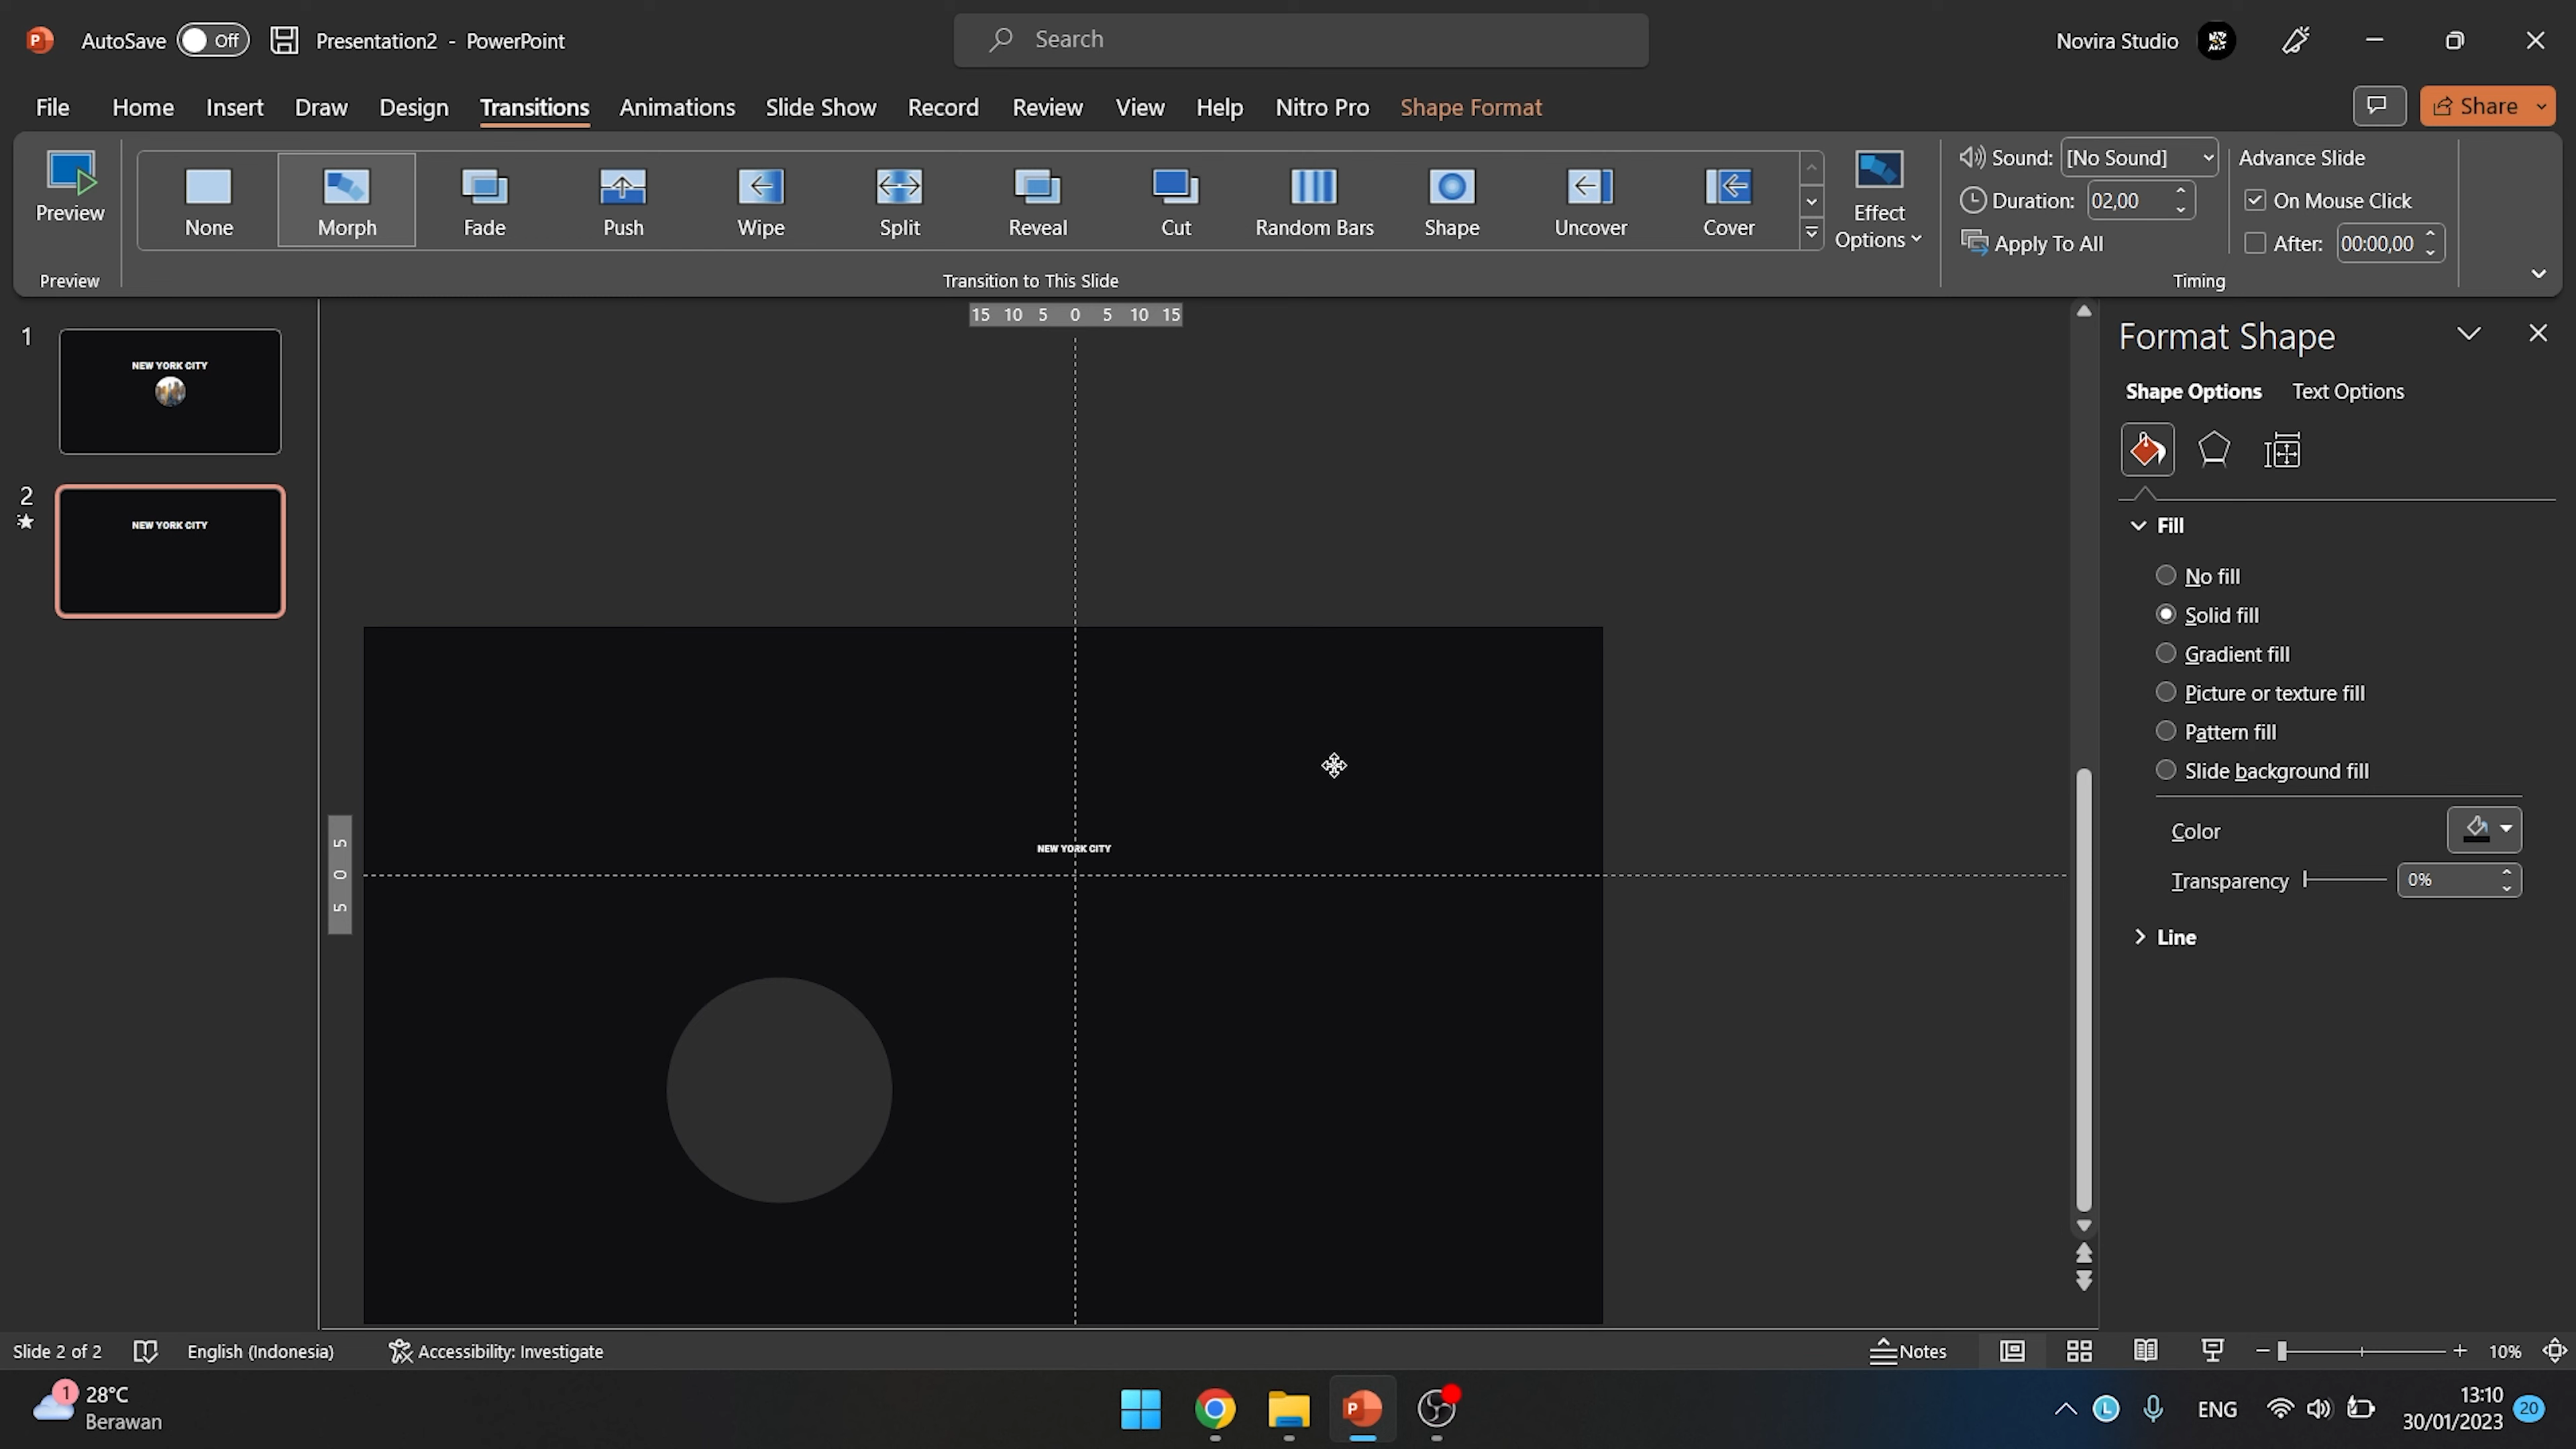 AutoSave Off Presentation2 - PowerPoint Search Novira Studio
File Home Insert Draw Design Transitions Animations Slide Show Record Review View Help Nitro Pro Shape Format Share
Preview
None Morph Fade Push Wipe Split Reveal Cut Random Bars Shape Uncover Cover
Effect
Options
Sound: [No Sound]
Duration: 02,00
Apply To All
Advance Slide
On Mouse Click
After: 00:00,00
Preview Transition to This Slide Timing
1
NEW YORK CITY
2
NEW YORK CITY
15 10 5 0 5 10 15
5 0 5
NEW YORK CITY
Format Shape
Shape Options Text Options
Fill
No fill
Solid fill
Gradient fill
Picture or texture fill
Pattern fill
Slide background fill
Color
Transparency 0%
Line
Slide 2 of 2 English (Indonesia) Accessibility: Investigate Notes 10%
1 28°C
Berawan
L ENG
13:10
30/01/2023
20